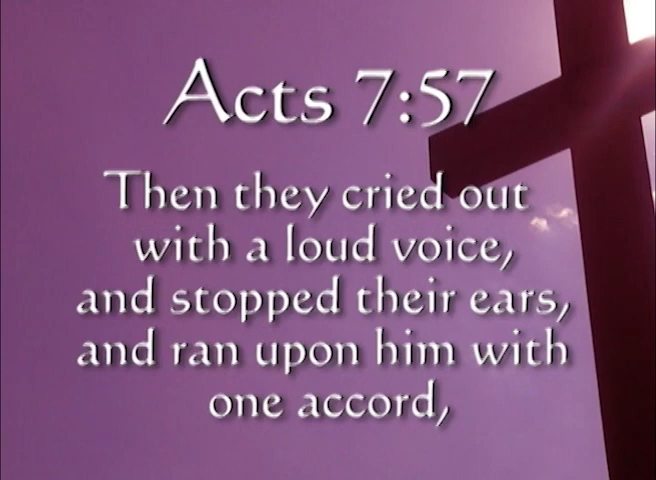 Acts 7:57
Then they cried out
with a loud voice,
and stopped their ears,
and ran upon him with
one accord,